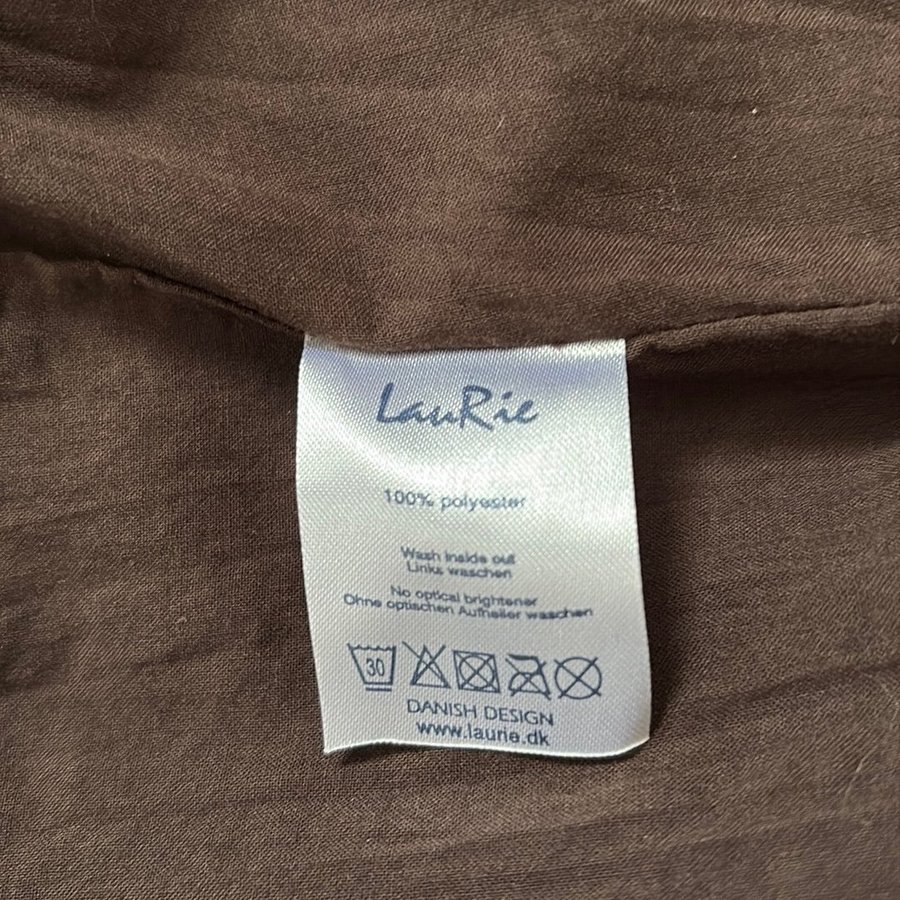 LauRie
100% polyester
Wash inside out
Links waschen
No optical brightener
Ohne optischen Aufheller waschen
30
DANISH DESIGN
www.laurie.dk